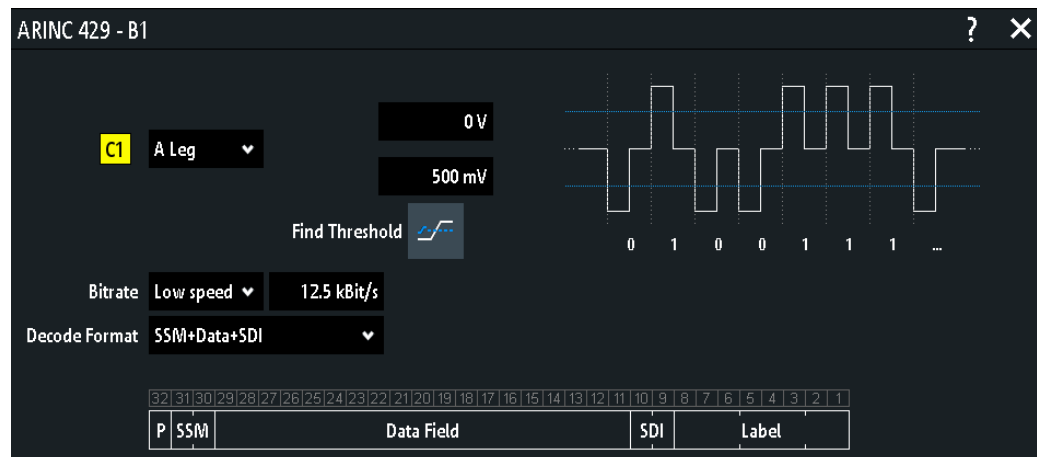 ARINC 429 - B1 ? ✕
0 V
C1 A Leg
500 mV
Find Threshold
0 1 0 0 1 1 1 ...
Bitrate Low speed 12.5 kBit/s
Decode Format SSM+Data+SDI
32 31 30 29 28 27 26 25 24 23 22 21 20 19 18 17 16 15 14 13 12 11 10 9 8 7 6 5 4 3 2 1
P SSM Data Field SDI Label